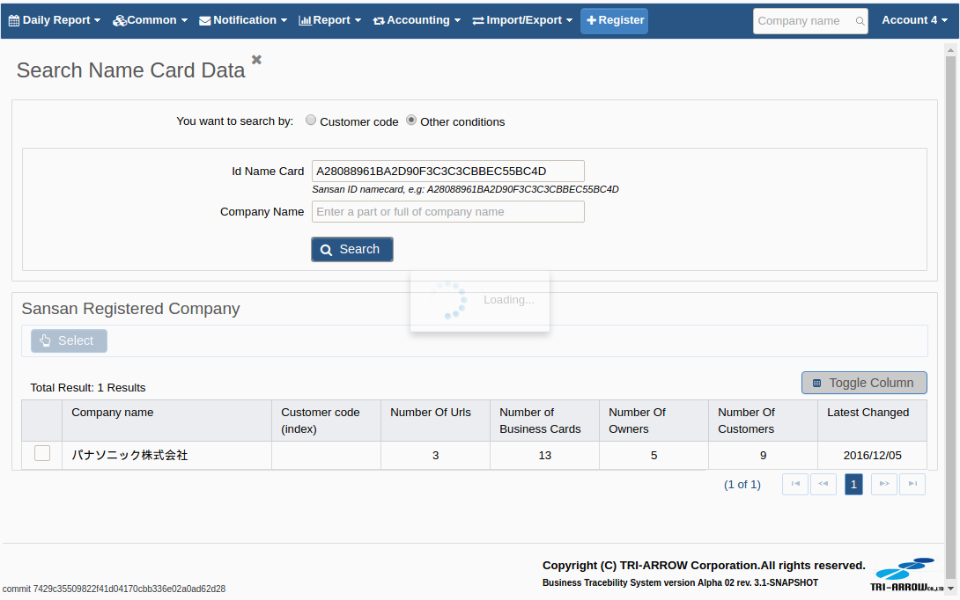 Daily Report Common Notification Report Accounting Import/Export Register Company name Account 4
Search Name Card Data
You want to search by: Customer code Other conditions
Id Name Card A28088961BA2D90F3C3C3CBBEC55BC4D
Sansan ID namecard, e.g: A28088961BA2D90F3C3C3CBBEC55BC4D
Company Name Enter a part or full of company name
Search
Loading...
Sansan Registered Company
Select
Total Result: 1 Results Toggle Column
Company name Customer code (index) Number Of Urls Number of Business Cards Number Of Owners Number Of Customers Latest Changed
パナソニック株式会社 3 13 5 9 2016/12/05
(1 of 1) 1
Copyright (C) TRI-ARROW Corporation.All rights reserved.
Business Tracebility System version Alpha 02 rev. 3.1-SNAPSHOT
TRI-ARROW CO.,LTD
commit 7429c35509822f41d04170cbb336e02a0ad62d28